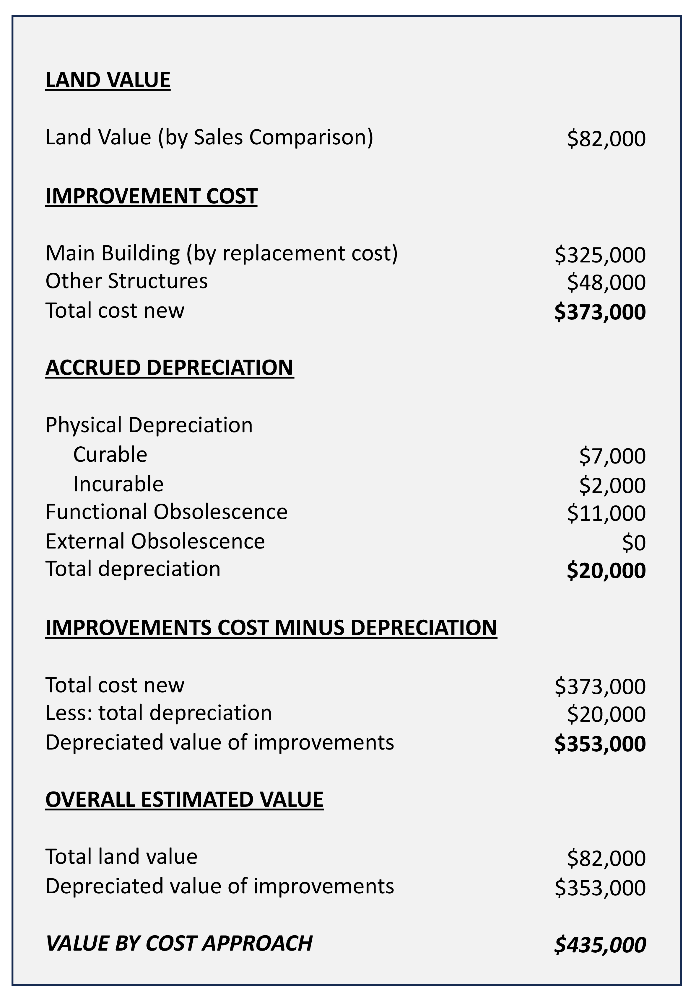 LAND VALUE
Land Value (by Sales Comparison) $82,000
IMPROVEMENT COST
Main Building (by replacement cost) $325,000
Other Structures $48,000
Total cost new $373,000
ACCRUED DEPRECIATION
Physical Depreciation
Curable $7,000
Incurable $2,000
Functional Obsolescence $11,000
External Obsolescence $0
Total depreciation $20,000
IMPROVEMENTS COST MINUS DEPRECIATION
Total cost new $373,000
Less: total depreciation $20,000
Depreciated value of improvements $353,000
OVERALL ESTIMATED VALUE
Total land value $82,000
Depreciated value of improvements $353,000
VALUE BY COST APPROACH $435,000